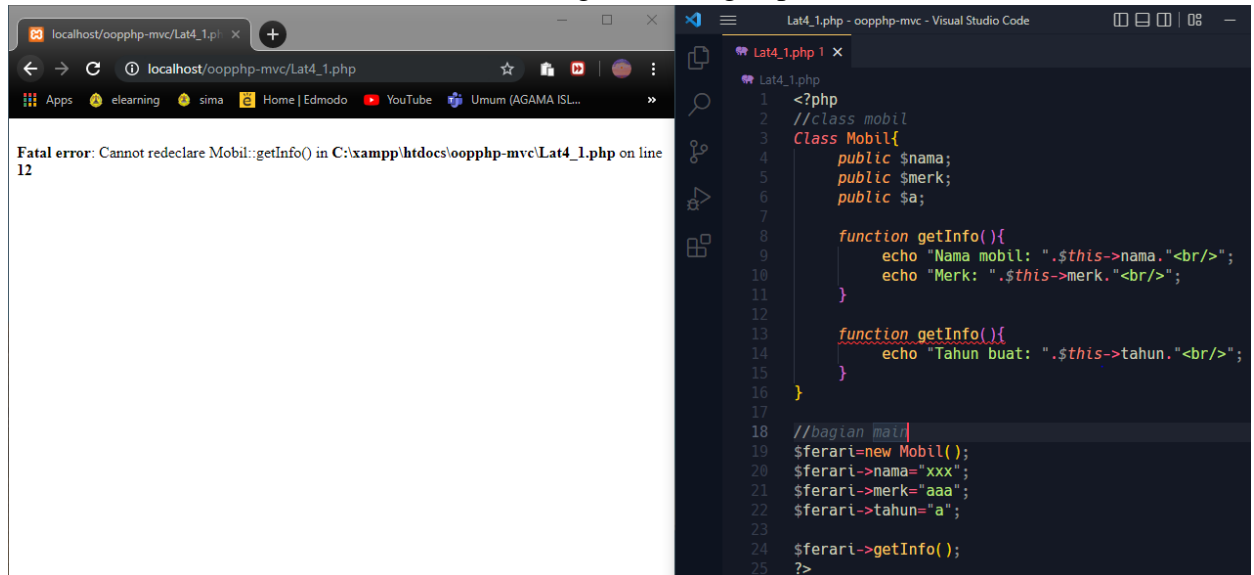 localhost/oopphp-mvc/Lat4_1.ph
localhost/oopphp-mvc/Lat4_1.php
Apps elearning sima Home | Edmodo YouTube Umum (AGAMA ISL... »
Fatal error: Cannot redeclare Mobil::getInfo() in C:\xampp\htdocs\oopphp-mvc\Lat4_1.php on line
12
Lat4_1.php - oopphp-mvc - Visual Studio Code
Lat4_1.php 1
Lat4_1.php
1 <?php
2 //class mobil
3 Class Mobil{
4 public $nama;
5 public $merk;
6 public $a;
7
8 function getInfo(){
9 echo "Nama mobil: ".$this->nama."<br/>";
10 echo "Merk: ".$this->merk."<br/>";
11 }
12
13 function getInfo(){
14 echo "Tahun buat: ".$this->tahun."<br/>";
15 }
16 }
17
18 //bagian main
19 $ferari=new Mobil();
20 $ferari->nama="xxx";
21 $ferari->merk="aaa";
22 $ferari->tahun="a";
23
24 $ferari->getInfo();
25 ?>